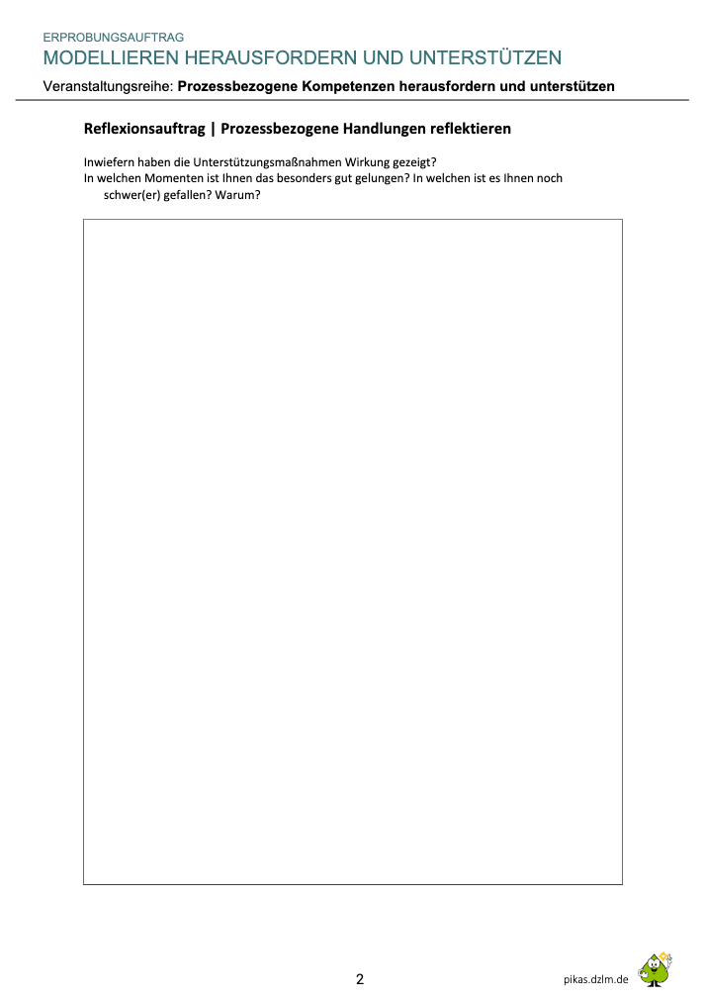 ERPROBUNGSAUFTRAG
MODELLIEREN HERAUSFORDERN UND UNTERSTÜTZEN
Veranstaltungsreihe: Prozessbezogene Kompetenzen herausfordern und unterstützen
Reflexionsauftrag | Prozessbezogene Handlungen reflektieren
Inwiefern haben die Unterstützungsmaßnahmen Wirkung gezeigt?
In welchen Momenten ist Ihnen das besonders gut gelungen? In welchen ist es Ihnen noch
schwer(er) gefallen? Warum?
2
pikas.dzlm.de